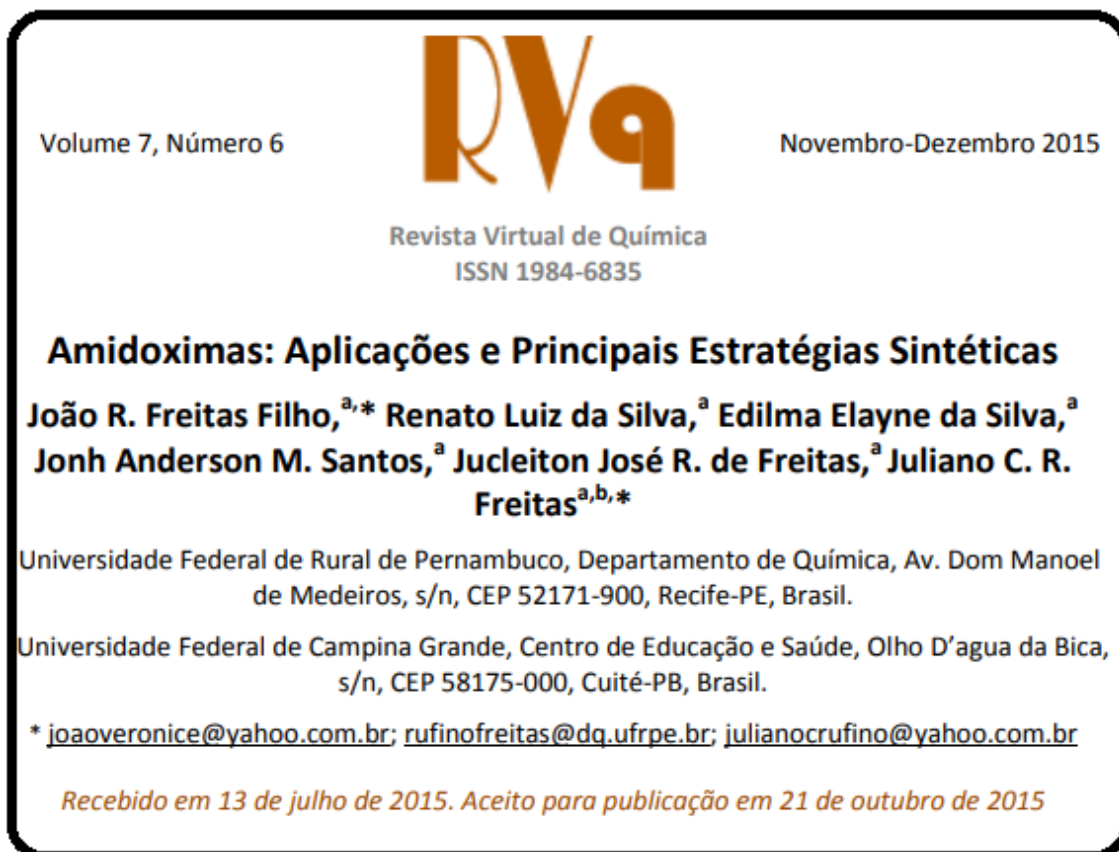 RVq
Volume 7, Número 6
Novembro-Dezembro 2015
Revista Virtual de Química
ISSN 1984-6835
Amidoximas: Aplicações e Principais Estratégias Sintéticas
João R. Freitas Filho,a,* Renato Luiz da Silva,a Edilma Elayne da Silva,a
Jonh Anderson M. Santos,a Jucleiton José R. de Freitas,a Juliano C. R.
Freitasa,b,*
Universidade Federal de Rural de Pernambuco, Departamento de Química, Av. Dom Manoel
de Medeiros, s/n, CEP 52171-900, Recife-PE, Brasil.
Universidade Federal de Campina Grande, Centro de Educação e Saúde, Olho D’agua da Bica,
s/n, CEP 58175-000, Cuité-PB, Brasil.
* joaoveronice@yahoo.com.br; rufinofreitas@dq.ufrpe.br; julianocrufino@yahoo.com.br
Recebido em 13 de julho de 2015. Aceito para publicação em 21 de outubro de 2015